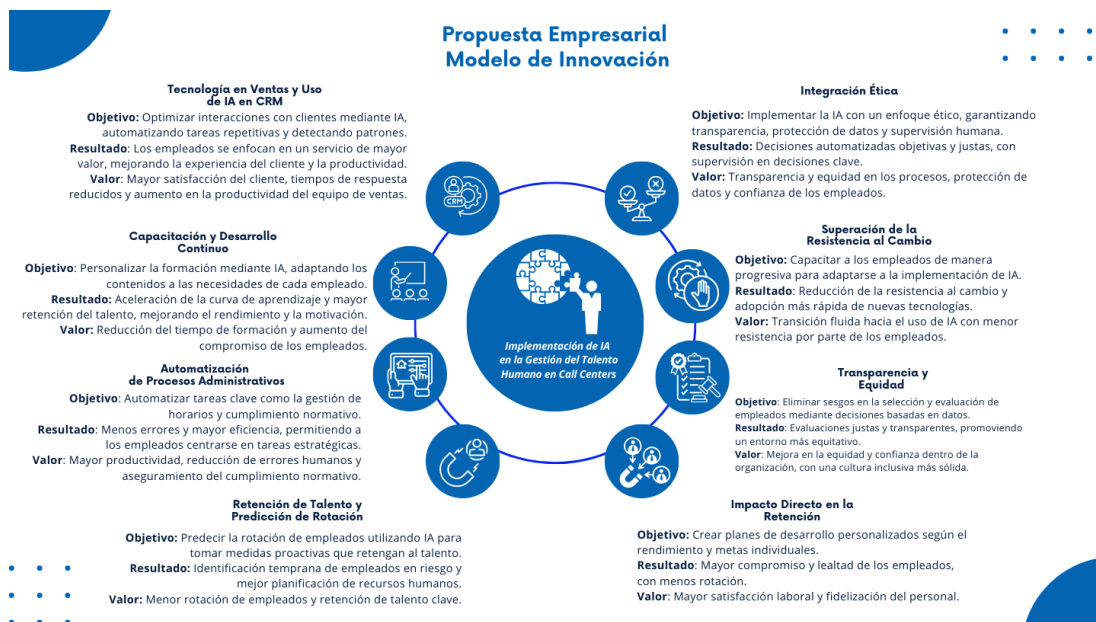 Propuesta Empresarial
Modelo de Innovación
Tecnología en Ventas y Uso
de IA en CRM
Objetivo: Optimizar interacciones con clientes mediante IA,
automatizando tareas repetitivas y detectando patrones.
Resultado: Los empleados se enfocan en un servicio de mayor
valor, mejorando la experiencia del cliente y la productividad.
Valor: Mayor satisfacción del cliente, tiempos de respuesta
reducidos y aumento en la productividad del equipo de ventas.
Capacitación y Desarrollo
Continuo
Objetivo: Personalizar la formación mediante IA, adaptando los
contenidos a las necesidades de cada empleado.
Resultado: Aceleración de la curva de aprendizaje y mayor
retención del talento, mejorando el rendimiento y la motivación.
Valor: Reducción del tiempo de formación y aumento del
compromiso de los empleados.
Automatización
de Procesos Administrativos
Objetivo: Automatizar tareas clave como la gestión de
horarios y cumplimiento normativo.
Resultado: Menos errores y mayor eficiencia, permitiendo a
los empleados centrarse en tareas estratégicas.
Valor: Mayor productividad, reducción de errores humanos y
aseguramiento del cumplimiento normativo.
Retención de Talento y
Predicción de Rotación
Objetivo: Predecir la rotación de empleados utilizando IA para
tomar medidas proactivas que retengan al talento.
Resultado: Identificación temprana de empleados en riesgo y
mejor planificación de recursos humanos.
Valor: Menor rotación de empleados y retención de talento clave.
CRM
Implementación de IA
en la Gestión del Talento
Humano en Call Centers
Integración Ética
Objetivo: Implementar la IA con un enfoque ético, garantizando
transparencia, protección de datos y supervisión humana.
Resultado: Decisiones automatizadas objetivas y justas, con
supervisión en decisiones clave.
Valor: Transparencia y equidad en los procesos, protección de
datos y confianza de los empleados.
Superación de la
Resistencia al Cambio
Objetivo: Capacitar a los empleados de manera
progresiva para adaptarse a la implementación de IA.
Resultado: Reducción de la resistencia al cambio y
adopción más rápida de nuevas tecnologías.
Valor: Transición fluida hacia el uso de IA con menor
resistencia por parte de los empleados.
Transparencia y
Equidad
Objetivo: Eliminar sesgos en la selección y evaluación de
empleados mediante decisiones basadas en datos.
Resultado: Evaluaciones justas y transparentes, promoviendo
un entorno más equitativo.
Valor: Mejora en la equidad y confianza dentro de la
organización, con una cultura inclusiva más sólida.
Impacto Directo en la
Retención
Objetivo: Crear planes de desarrollo personalizados según el
rendimiento y metas individuales.
Resultado: Mayor compromiso y lealtad de los empleados,
con menos rotación.
Valor: Mayor satisfacción laboral y fidelización del personal.